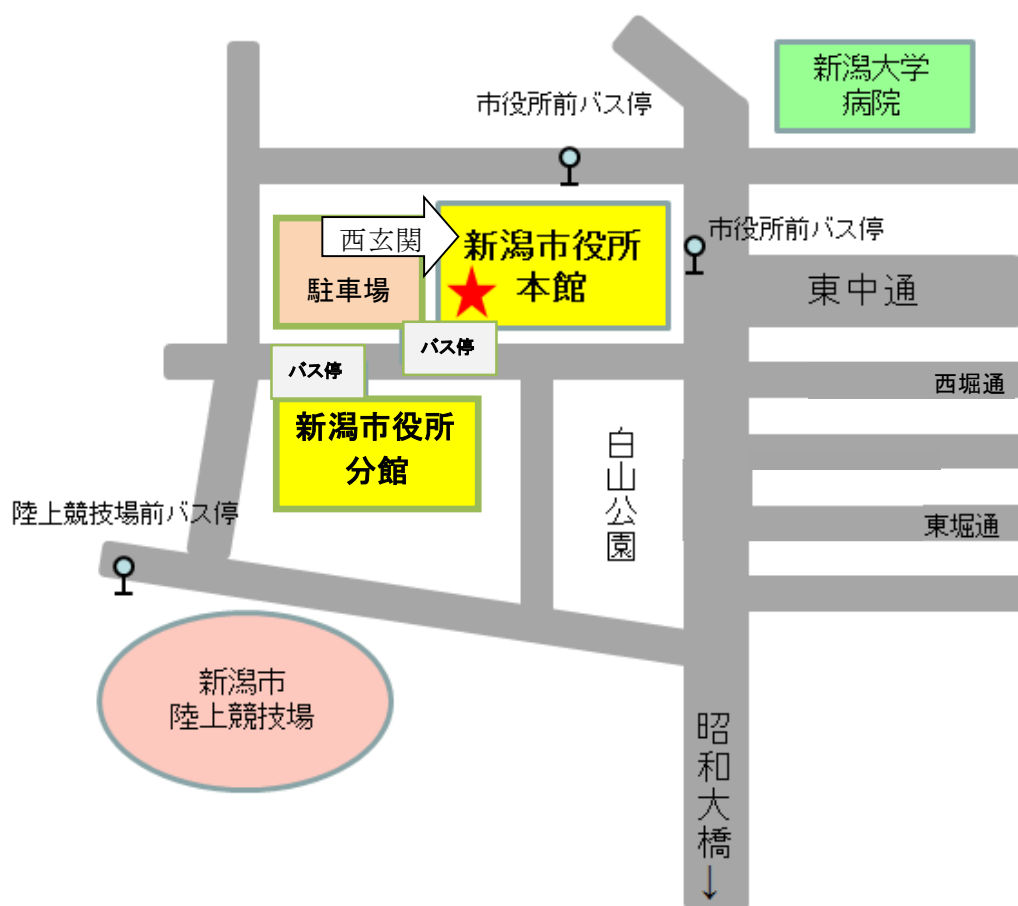 新潟大学
病院
市役所前バス停
西玄関
新潟市役所
本館
市役所前バス停
駐車場
東中通
バス停
バス停
西堀通
新潟市役所
分館
白山公園
陸上競技場前バス停
東堀通
新潟市
陸上競技場
昭和大橋
↓